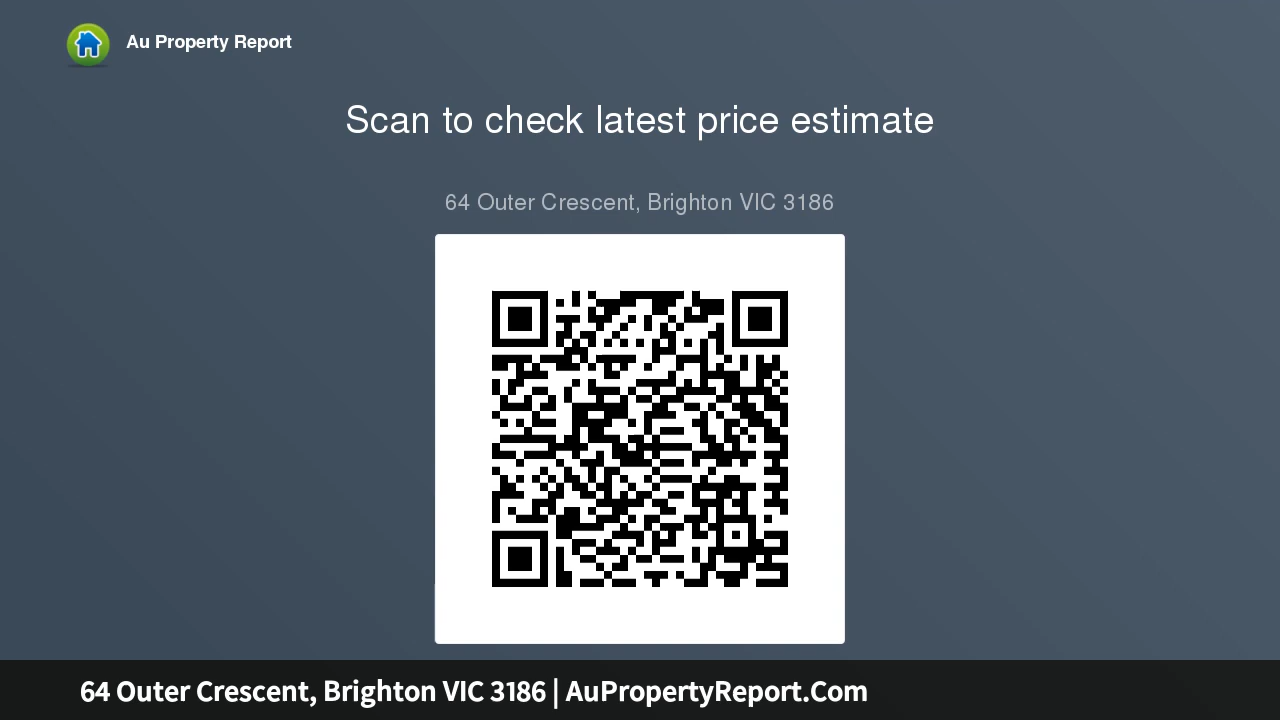 Au Property Report
Scan to check latest price estimate
64 Outer Crescent, Brighton VIC 3186
64 Outer Crescent, Brighton VIC 3186 | AuPropertyReport.Com